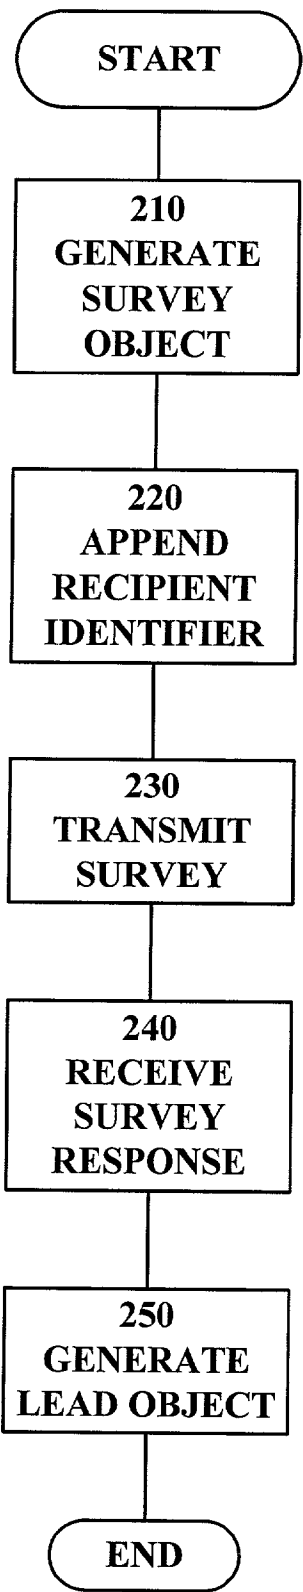 START
210
GENERATE
SURVEY
OBJECT
220
APPEND
RECIPIENT
IDENTIFIER
230
TRANSMIT
SURVEY
240
RECEIVE
SURVEY
RESPONSE
250
GENERATE
LEAD OBJECT
END